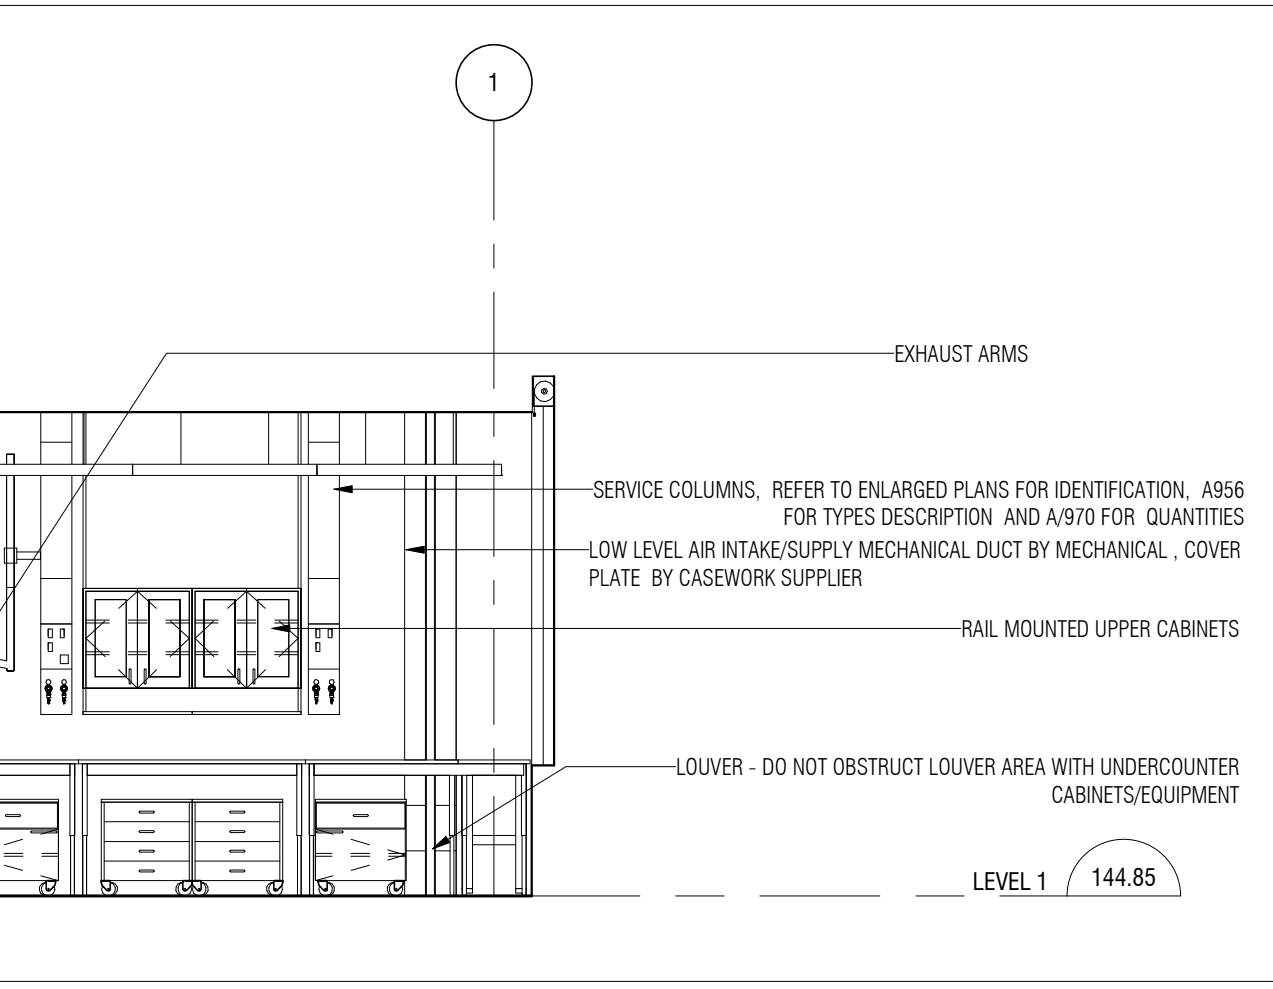 1
EXHAUST ARMS
SERVICE COLUMNS, REFER TO ENLARGED PLANS FOR IDENTIFICATION, A956
FOR TYPES DESCRIPTION AND A/970 FOR QUANTITIES
LOW LEVEL AIR INTAKE/SUPPLY MECHANICAL DUCT BY MECHANICAL , COVER
PLATE BY CASEWORK SUPPLIER
RAIL MOUNTED UPPER CABINETS
LOUVER - DO NOT OBSTRUCT LOUVER AREA WITH UNDERCOUNTER
CABINETS/EQUIPMENT
LEVEL 1 144.85